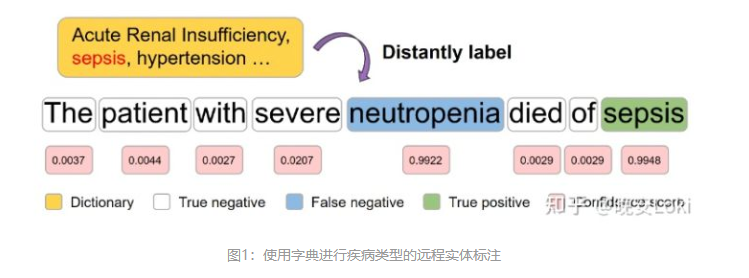 Acute Renal Insufficiency,
sepsis, hypertension ...
Distantly label
The patient with severe neutropenia died of sepsis
0.0037 0.0044 0.0027 0.0207 0.9922 0.0029 0.0029 0.9948
Dictionary True negative False negative True positive Confidence score
知乎 @晚安Loki
图1：使用字典进行疾病类型的远程实体标注